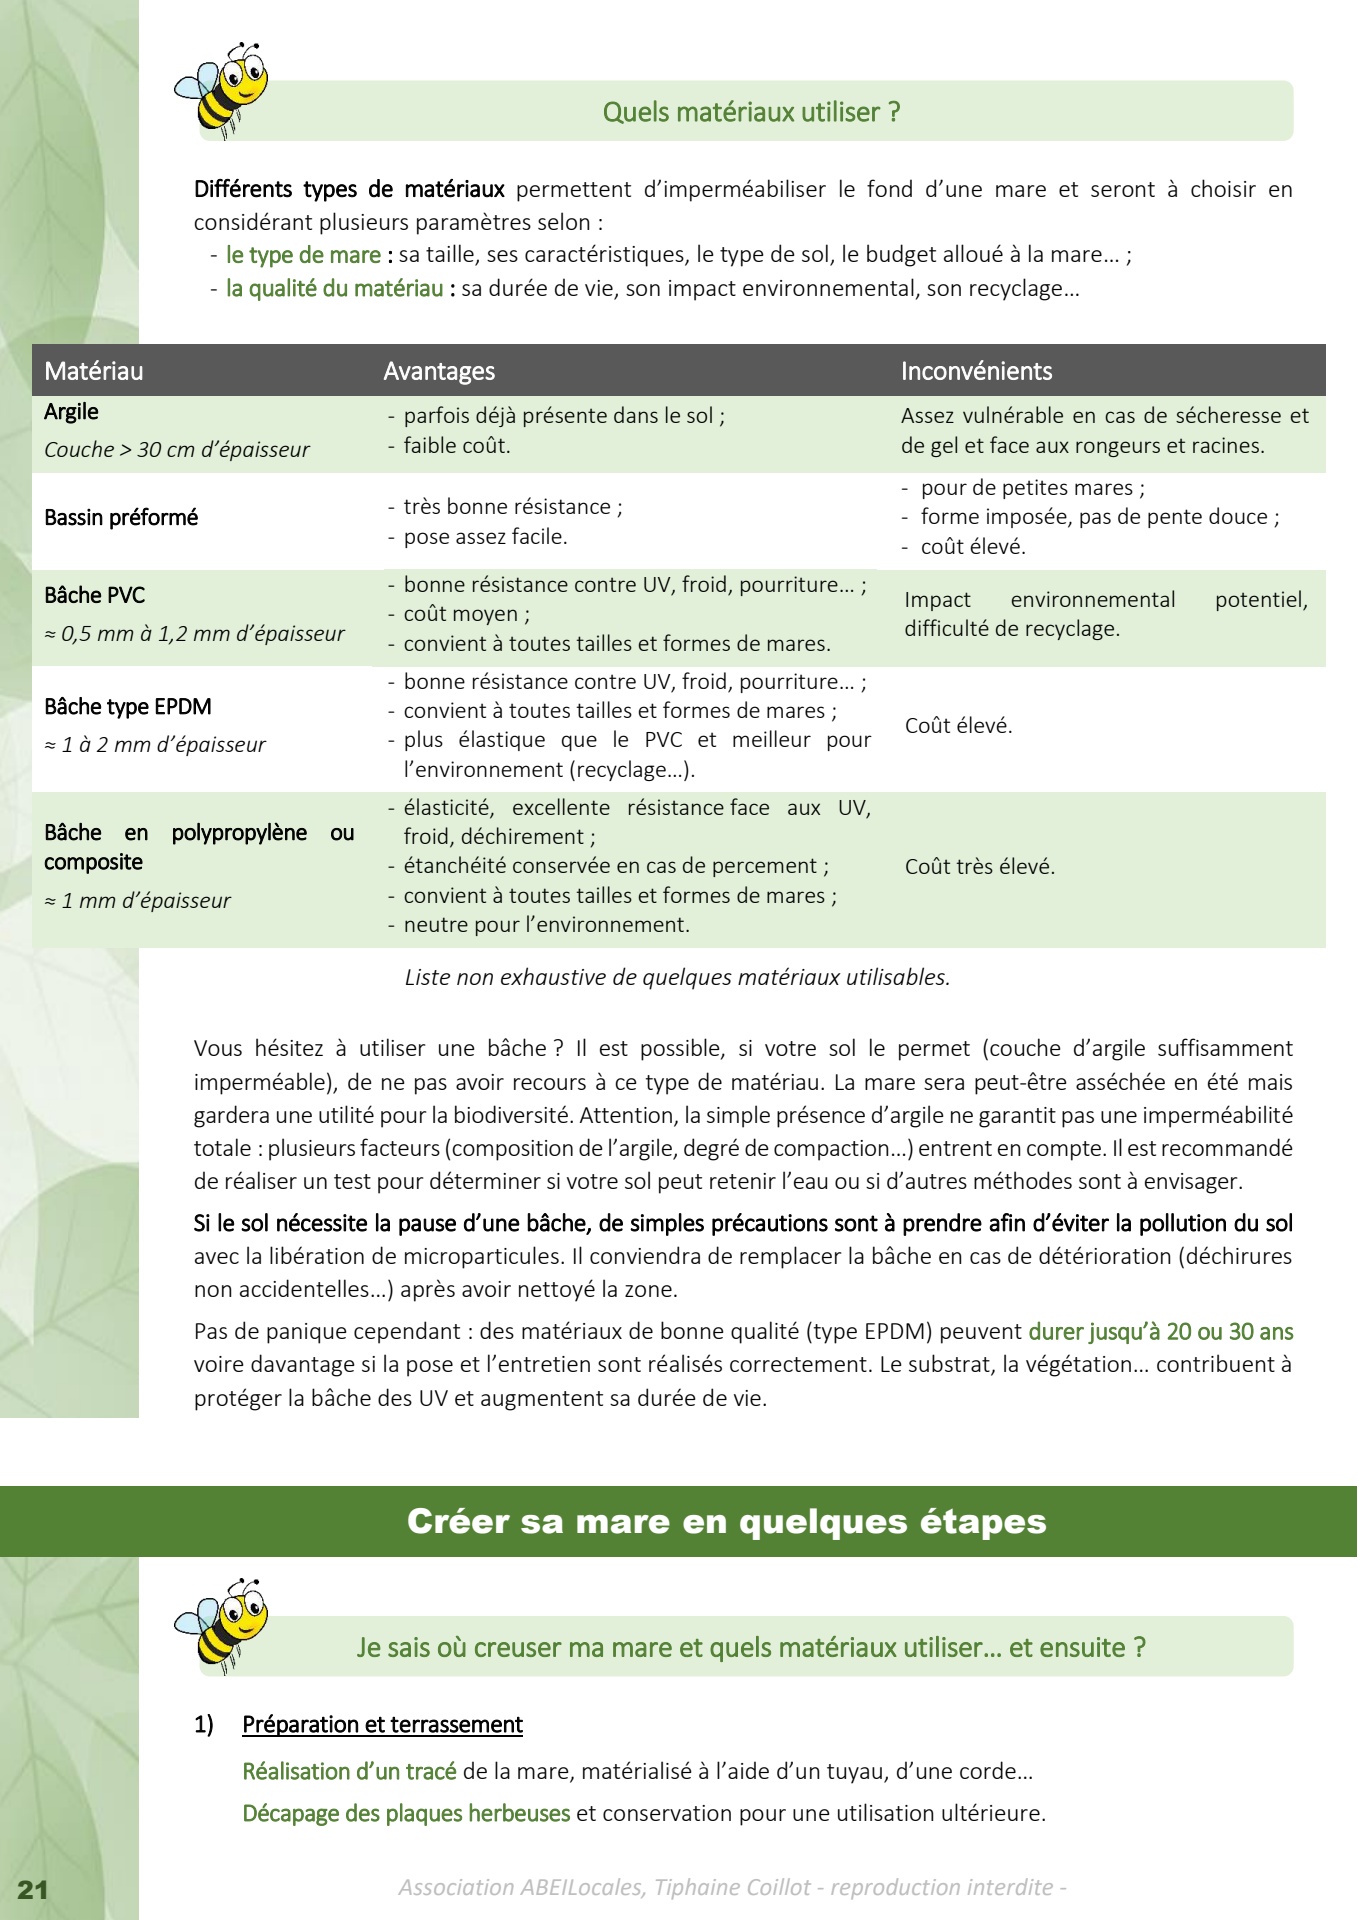 Quels matériaux utiliser ?
Différents types de matériaux permettent d’imperméabiliser le fond d’une mare et seront à choisir en
considérant plusieurs paramètres selon :
- le type de mare : sa taille, ses caractéristiques, le type de sol, le budget alloué à la mare… ;
- la qualité du matériau : sa durée de vie, son impact environnemental, son recyclage…
Matériau Avantages Inconvénients
Argile
Couche > 30 cm d’épaisseur
- parfois déjà présente dans le sol ;
- faible coût.
Assez vulnérable en cas de sécheresse et
de gel et face aux rongeurs et racines.
Bassin préformé
- très bonne résistance ;
- pose assez facile.
- pour de petites mares ;
- forme imposée, pas de pente douce ;
- coût élevé.
Bâche PVC
≈ 0,5 mm à 1,2 mm d’épaisseur
- bonne résistance contre UV, froid, pourriture… ;
- coût moyen ;
- convient à toutes tailles et formes de mares.
Impact environnemental potentiel,
difficulté de recyclage.
Bâche type EPDM
≈ 1 à 2 mm d’épaisseur
- bonne résistance contre UV, froid, pourriture… ;
- convient à toutes tailles et formes de mares ;
- plus élastique que le PVC et meilleur pour
l’environnement (recyclage…).
Coût élevé.
Bâche en polypropylène ou
composite
≈ 1 mm d’épaisseur
- élasticité, excellente résistance face aux UV,
froid, déchirement ;
- étanchéité conservée en cas de percement ;
- convient à toutes tailles et formes de mares ;
- neutre pour l’environnement.
Coût très élevé.
Liste non exhaustive de quelques matériaux utilisables.
Vous hésitez à utiliser une bâche ? Il est possible, si votre sol le permet (couche d’argile suffisamment
imperméable), de ne pas avoir recours à ce type de matériau. La mare sera peut-être asséchée en été mais
gardera une utilité pour la biodiversité. Attention, la simple présence d’argile ne garantit pas une imperméabilité
totale : plusieurs facteurs (composition de l’argile, degré de compaction…) entrent en compte. Il est recommandé
de réaliser un test pour déterminer si votre sol peut retenir l’eau ou si d’autres méthodes sont à envisager.
Si le sol nécessite la pause d’une bâche, de simples précautions sont à prendre afin d’éviter la pollution du sol
avec la libération de microparticules. Il conviendra de remplacer la bâche en cas de détérioration (déchirures
non accidentelles…) après avoir nettoyé la zone.
Pas de panique cependant : des matériaux de bonne qualité (type EPDM) peuvent durer jusqu’à 20 ou 30 ans
voire davantage si la pose et l’entretien sont réalisés correctement. Le substrat, la végétation… contribuent à
protéger la bâche des UV et augmentent sa durée de vie.
Créer sa mare en quelques étapes
Je sais où creuser ma mare et quels matériaux utiliser… et ensuite ?
1) Préparation et terrassement
Réalisation d’un tracé de la mare, matérialisé à l’aide d’un tuyau, d’une corde…
Décapage des plaques herbeuses et conservation pour une utilisation ultérieure.
21
Association ABEILocales, Tiphaine Coillot - reproduction interdite -